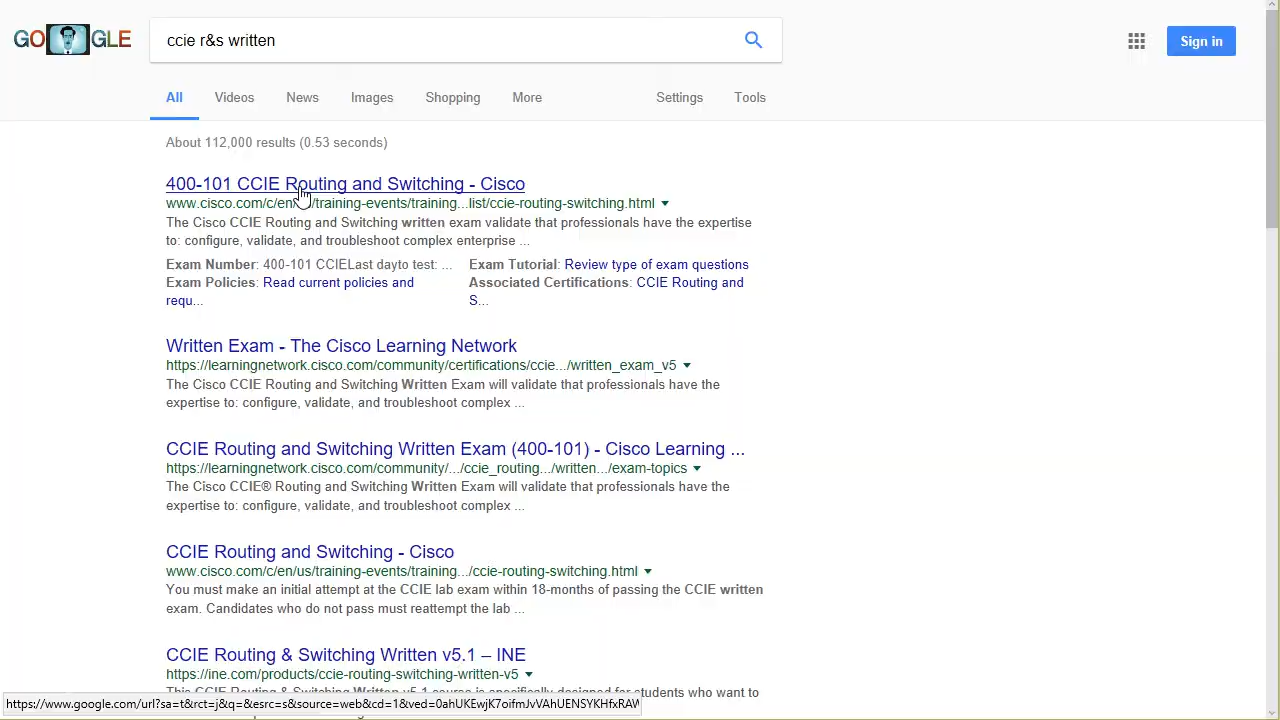 GO GLE
ccie r&s written
Sign in
All Videos News Images Shopping More Settings Tools
About 112,000 results (0.53 seconds)
400-101 CCIE Routing and Switching - Cisco
www.cisco.com/c/en/ /training-events/training...list/ccie-routing-switching.html
The Cisco CCIE Routing and Switching written exam validate that professionals have the expertise
to: configure, validate, and troubleshoot complex enterprise ...
Exam Number: 400-101 CCIELast dayto test: ... Exam Tutorial: Review type of exam questions
Exam Policies: Read current policies and Associated Certifications: CCIE Routing and
requ... S...
Written Exam - The Cisco Learning Network
https://learningnetwork.cisco.com/community/certifications/ccie.../written_exam_v5
The Cisco CCIE Routing and Switching Written Exam will validate that professionals have the
expertise to: configure, validate, and troubleshoot complex ...
CCIE Routing and Switching Written Exam (400-101) - Cisco Learning ...
https://learningnetwork.cisco.com/community/.../ccie_routing.../written.../exam-topics
The Cisco CCIE® Routing and Switching Written Exam will validate that professionals have the
expertise to: configure, validate, and troubleshoot complex ...
CCIE Routing and Switching - Cisco
www.cisco.com/c/en/us/training-events/training.../ccie-routing-switching.html
You must make an initial attempt at the CCIE lab exam within 18-months of passing the CCIE written
exam. Candidates who do not pass must reattempt the lab ...
CCIE Routing & Switching Written v5.1 – INE
https://ine.com/products/ccie-routing-switching-written-v5
This CCIE Routing & Switching Written v5.1 course is specifically designed for students who want to
https://www.google.com/url?sa=t&rct=j&q=&esrc=s&source=web&cd=1&ved=0ahUKEwjK7oifmJvVAhUENSYKHfxRAW